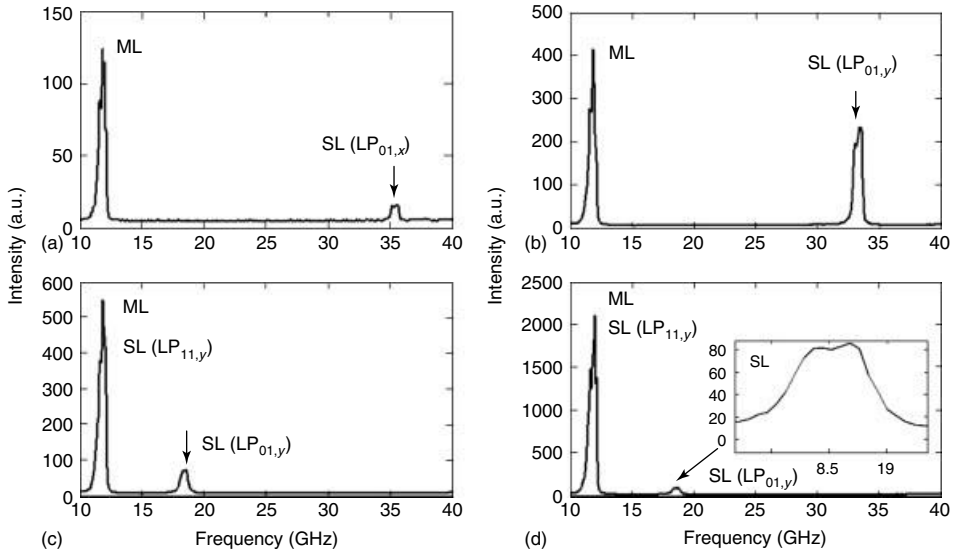 150
100
50
0
10 15 20 25 30 35 40
ML
SL (LP01,x)
(a)
500
400
300
200
100
0
10 15 20 25 30 35 40
ML
SL (LP01,y)
(b)
Intensity (a.u.)
Intensity (a.u.)
600
500
400
300
200
100
0
10 15 20 25 30 35 40
ML
SL (LP11,y)
SL (LP01,y)
(c)
Frequency (GHz)
2500
2000
1500
1000
500
0
10 15 20 25 30 35 40
ML
SL (LP11,y)
80
60
40
20
0
SL
8.5 19
SL (LP01,y)
(d)
Frequency (GHz)